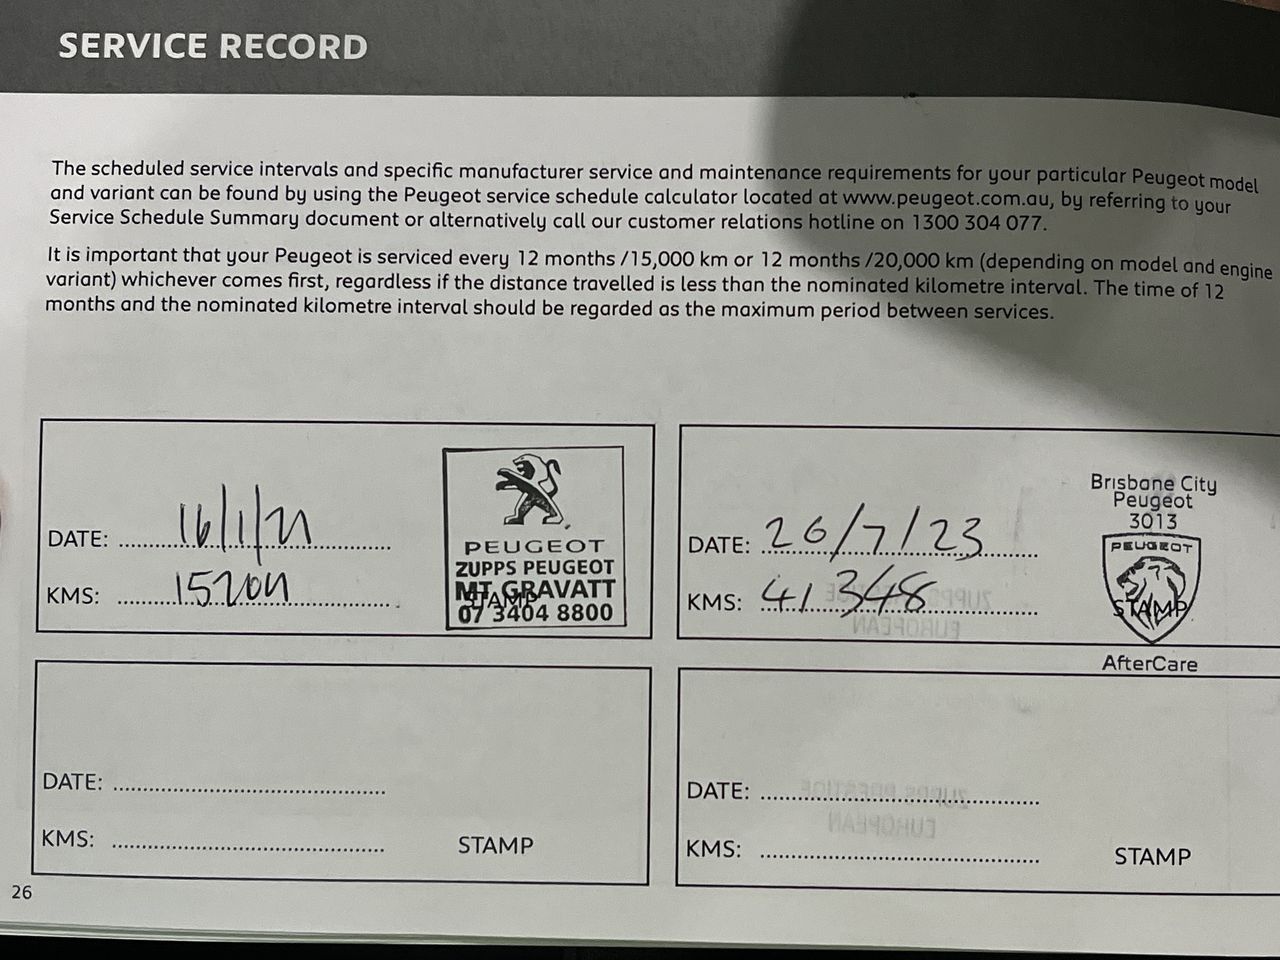 SERVICE RECORD
The scheduled service intervals and specific manufacturer service and maintenance requirements for your particular Peugeot model
and variant can be found by using the Peugeot service schedule calculator located at www.peugeot.com.au, by referring to your
Service Schedule Summary document or alternatively call our customer relations hotline on 1300 304 077.
It is important that your Peugeot is serviced every 12 months /15,000 km or 12 months /20,000 km (depending on model and engine
variant) whichever comes first, regardless if the distance travelled is less than the nominated kilometre interval. The time of 12
months and the nominated kilometre interval should be regarded as the maximum period between services.
DATE: 16/1/21
KMS:
PEUGEOT
ZUPPS PEUGEOT
MT GRAVATT
STAMP
07 3404 8800
DATE: 26/7/23
KMS: 41348
Brisbane City
Peugeot
3013
PEUGEOT
STAMP
AfterCare
DATE:
KMS:
STAMP
DATE:
KMS:
STAMP
ZUPPS PRESTIGE
EUROPEAN
26